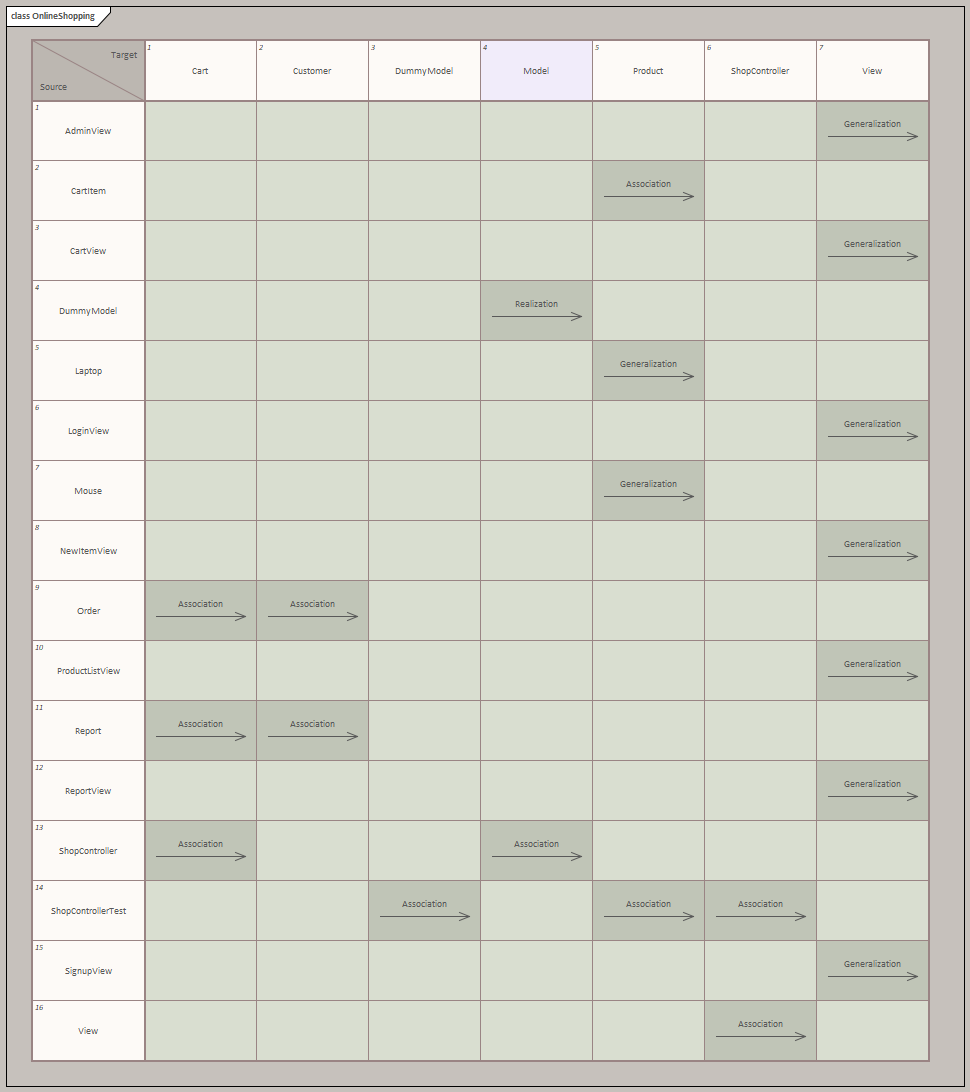 class OnlineShopping
Target
Source
1
Cart
2
Customer
3
DummyModel
4
Model
5
Product
6
ShopController
7
View
1
AdminView
Generalization
2
CartItem
Association
3
CartView
Generalization
4
DummyModel
Realization
5
Laptop
Generalization
6
LoginView
Generalization
7
Mouse
Generalization
8
NewItemView
Generalization
9
Order
Association
Association
10
ProductListView
Generalization
11
Report
Association
Association
12
ReportView
Generalization
13
ShopController
Association
Association
14
ShopControllerTest
Association
Association
Association
15
SignupView
Generalization
16
View
Association